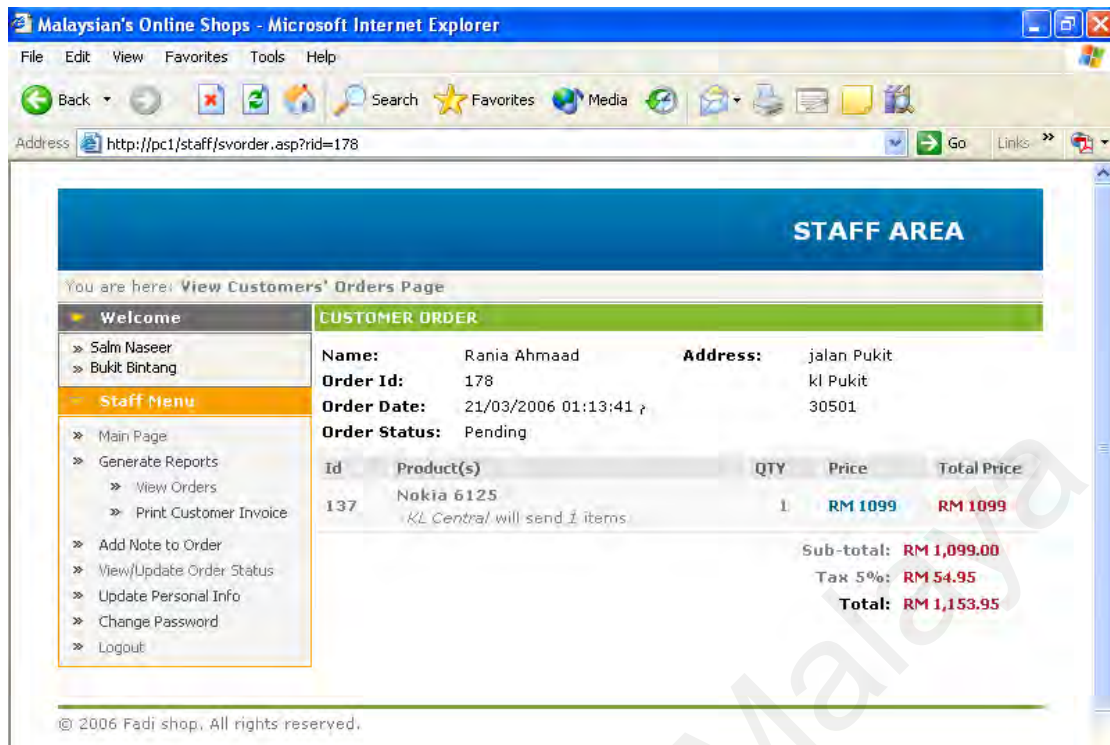 Malaysian's Online Shops - Microsoft Internet Explorer
File Edit View Favorites Tools Help
Back Search Favorites Media
Address http://pc1/staff/svorder.asp?rid=178 Go Links »
STAFF AREA
You are here: View Customers' Orders Page
Welcome
» Salm Naseer
» Bukit Bintang
Staff Menu
» Main Page
» Generate Reports
» View Orders
» Print Customer Invoice
» Add Note to Order
» View/Update Order Status
» Update Personal Info
» Change Password
» Logout
CUSTOMER ORDER
Name: Rania Ahmaad Address: jalan Pukit
Order Id: 178 kl Pukit
Order Date: 21/03/2006 01:13:41 30501
Order Status: Pending
Id Product(s) QTY Price Total Price
137 Nokia 6125 1 RM 1099 RM 1099
KL Central will send 1 items
Sub-total: RM 1,099.00
Tax 5%: RM 54.95
Total: RM 1,153.95
© 2006 Fadi shop. All rights reserved.
Malaya